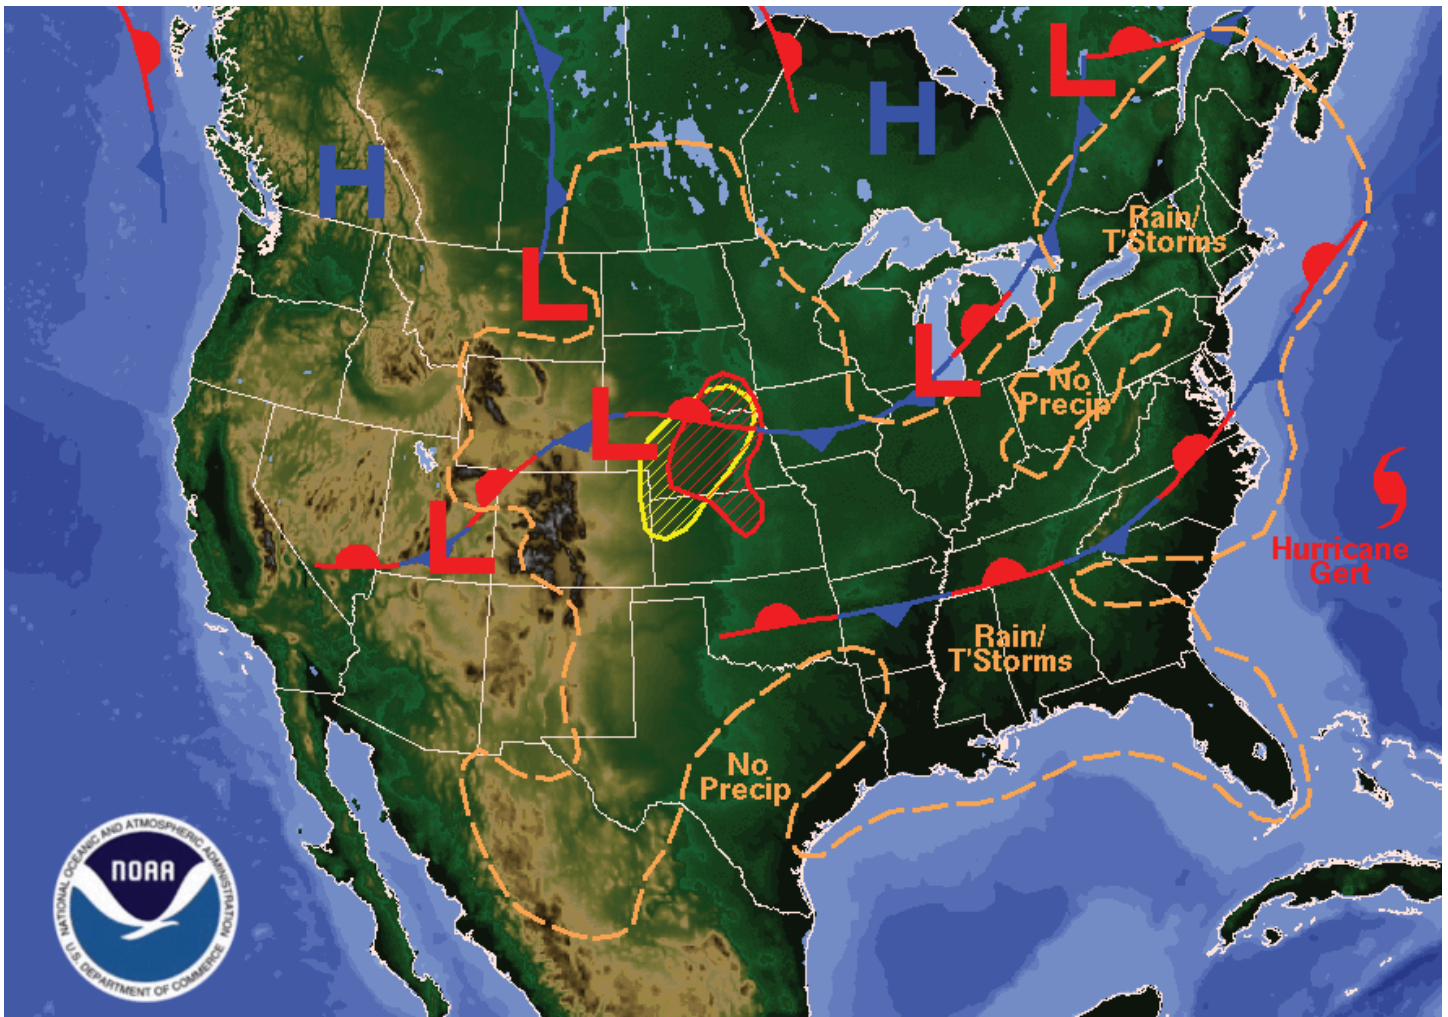 H
H
L
L
L
L
L
Rain/
T'Storms
No
Precip
Hurricane
Gert
Rain/
T'Storms
No
Precip
NATIONAL OCEANIC AND ATMOSPHERIC ADMINISTRATION
NOAA
U.S. DEPARTMENT OF COMMERCE